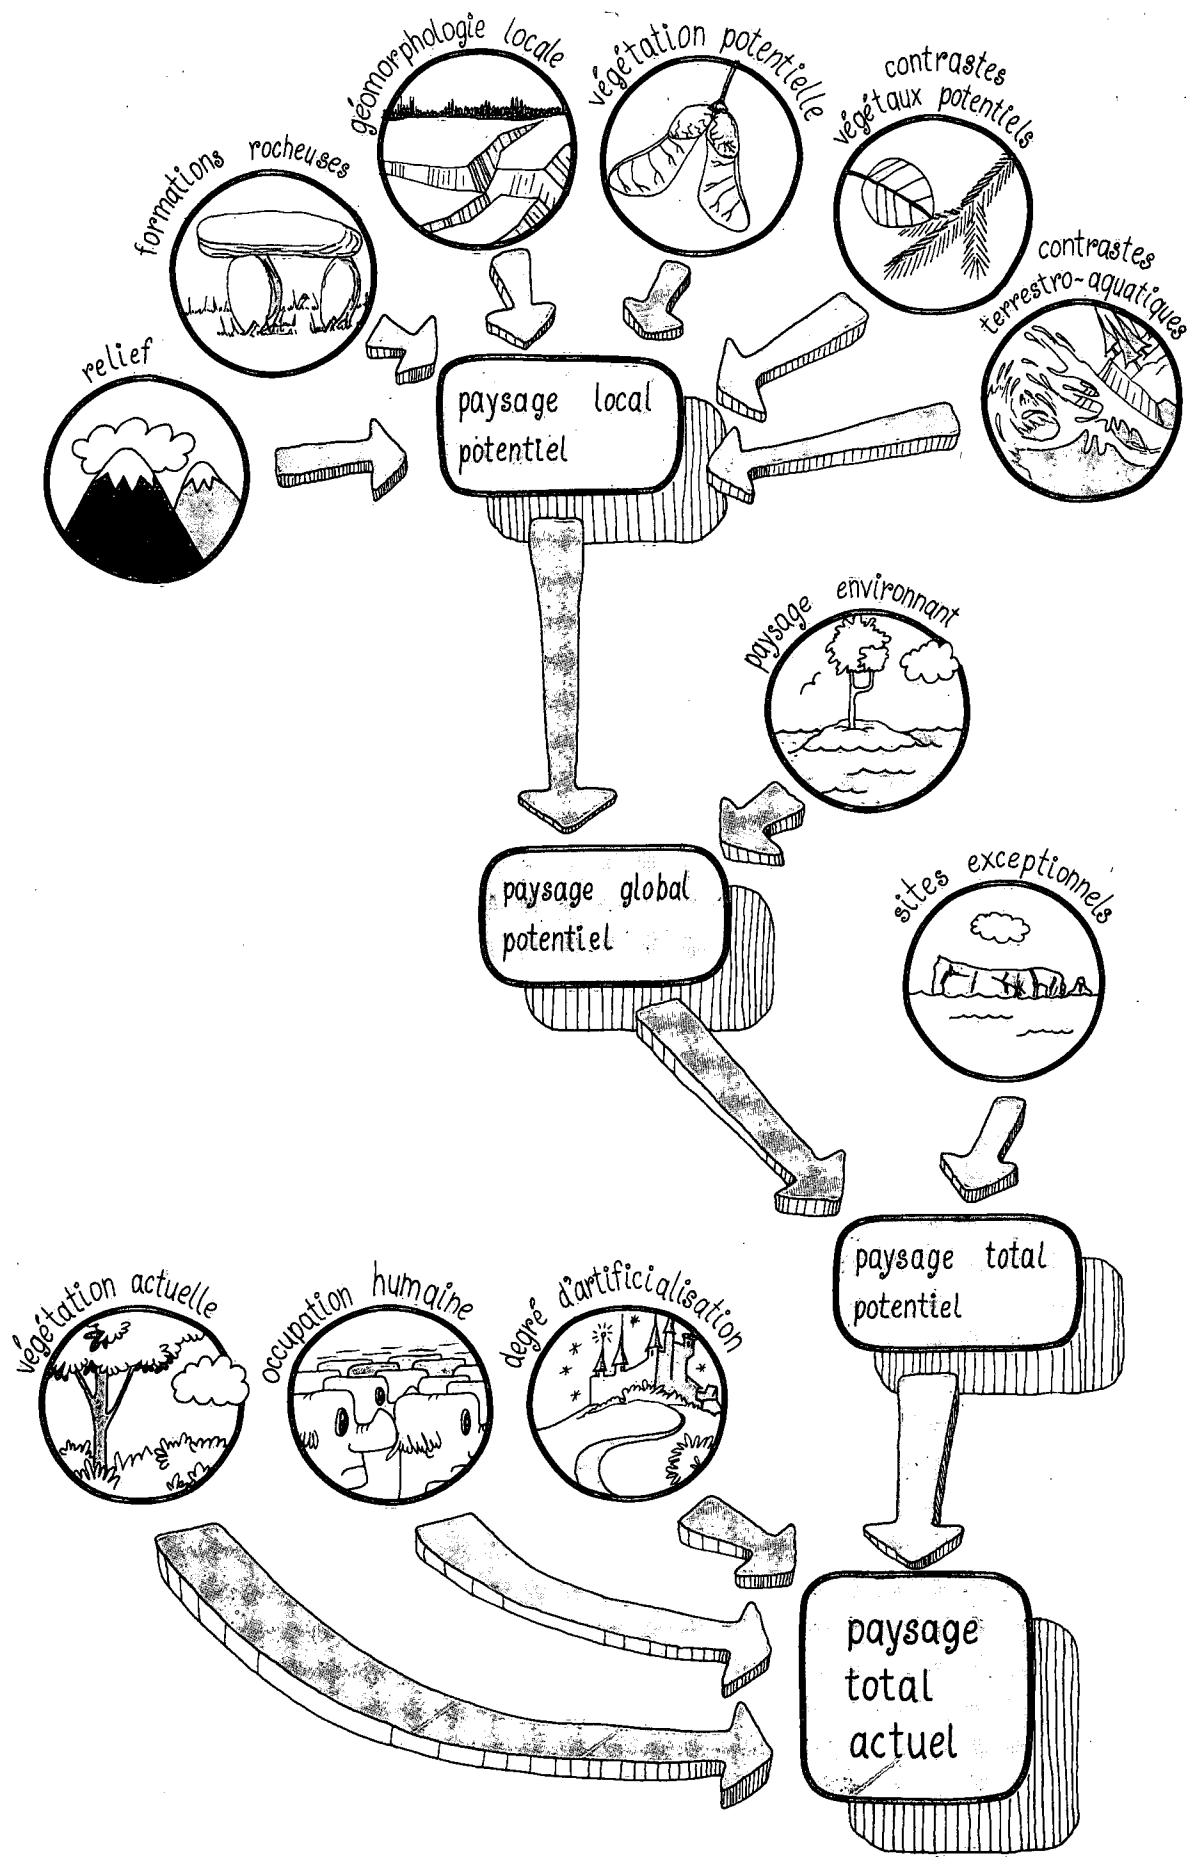 géomorphologie locale
végétation potentielle
contrastes
végétaux potentiels
formations rocheuses
contrastes
terrestro-aquatiques
relief
paysage local
potentiel
paysage environnant
paysage global
potentiel
sites exceptionnels
paysage total
potentiel
végétation actuelle
occupation humaine
degré d'artificialisation
paysage
total
actuel